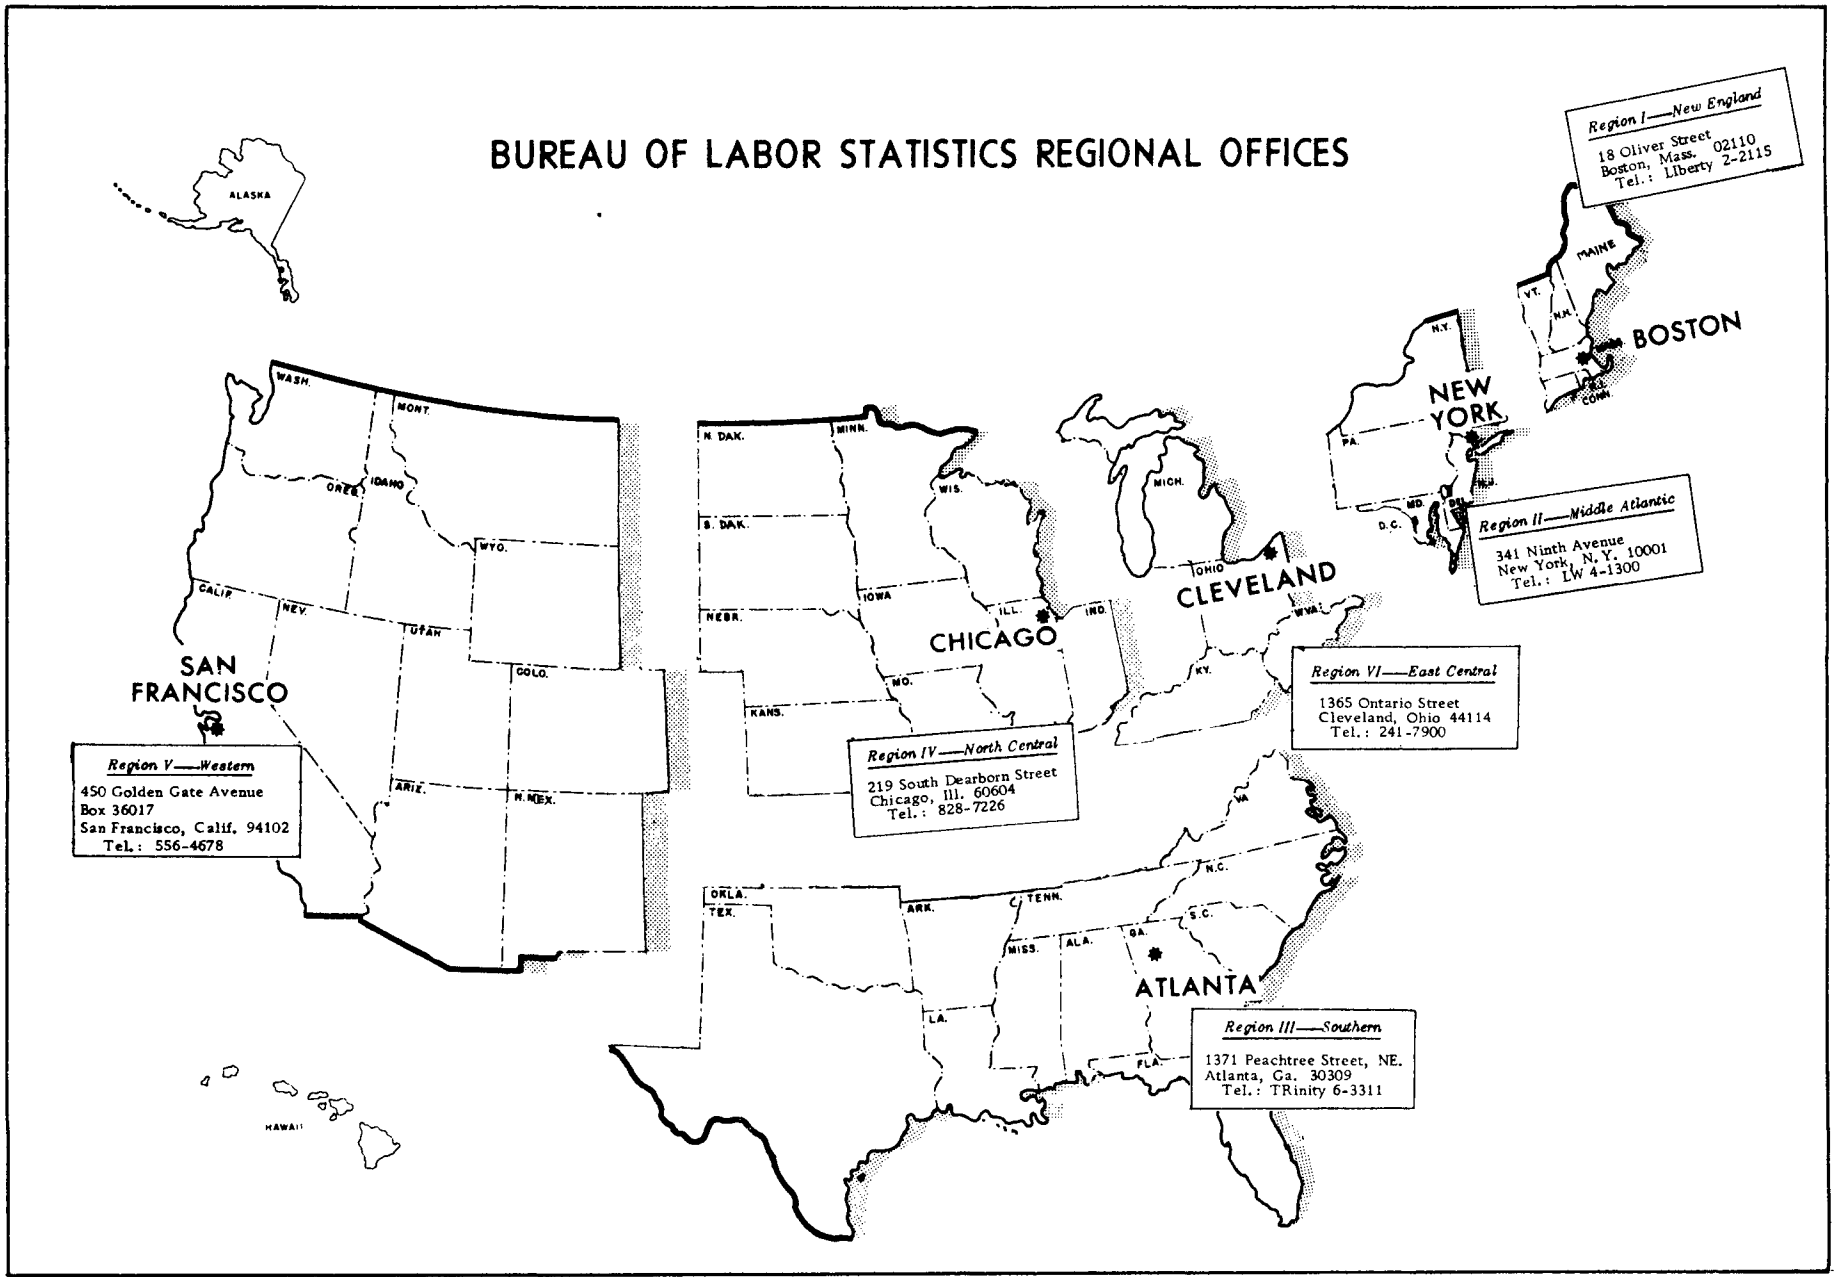 BUREAU OF LABOR STATISTICS REGIONAL OFFICES
Region I—New England
18 Oliver Street
Boston, Mass. 02110
Tel.: LIberty 2-2115
ALASKA
MAINE
VT.
N.H.
BOSTON
R.I.
CONN.
N.Y.
NEW
YORK
PA.
MD.
DEL.
D.C.
Region II—Middle Atlantic
341 Ninth Avenue
New York, N.Y. 10001
Tel.: LW 4-1300
WASH.
MONT.
OREG.
IDAHO
WYO.
CALIF.
NEV.
UTAH
COLO.
ARIZ.
N.MEX.
SAN
FRANCISCO
Region V—Western
450 Golden Gate Avenue
Box 36017
San Francisco, Calif. 94102
Tel.: 556-4678
N. DAK.
MINN.
S. DAK.
WIS.
NEBR.
IOWA
ILL.
IND.
CHICAGO
MO.
KANS.
Region IV—North Central
219 South Dearborn Street
Chicago, Ill. 60604
Tel.: 828-7226
MICH.
OHIO
CLEVELAND
W.VA.
KY.
Region VI—East Central
1365 Ontario Street
Cleveland, Ohio 44114
Tel.: 241-7900
VA
N.C.
OKLA.
TEX.
ARK.
TENN.
S.C.
MISS.
ALA.
GA.
LA.
FLA.
ATLANTA
Region III—Southern
1371 Peachtree Street, NE.
Atlanta, Ga. 30309
Tel.: TRinity 6-3311
HAWAII